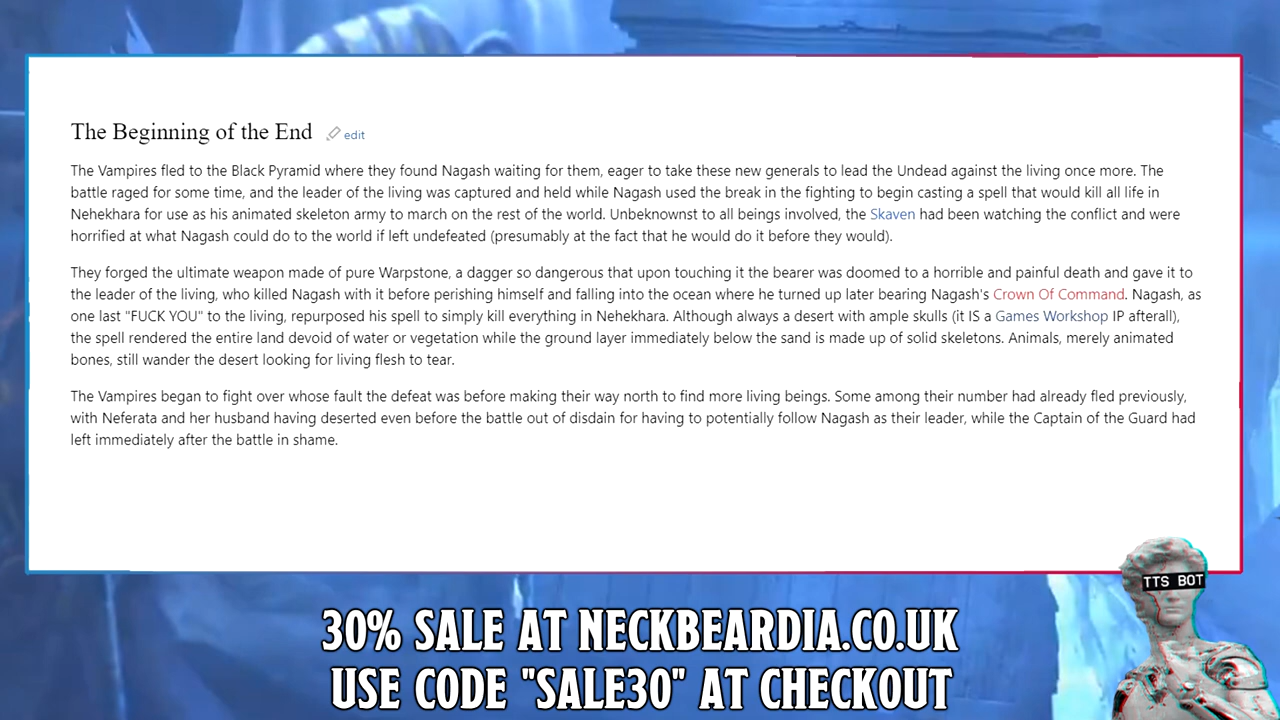 The Beginning of the End edit
The Vampires fled to the Black Pyramid where they found Nagash waiting for them, eager to take these new generals to lead the Undead against the living once more. The
battle raged for some time, and the leader of the living was captured and held while Nagash used the break in the fighting to begin casting a spell that would kill all life in
Nehekhara for use as his animated skeleton army to march on the rest of the world. Unbeknownst to all beings involved, the Skaven had been watching the conflict and were
horrified at what Nagash could do to the world if left undefeated (presumably at the fact that he would do it before they would).
They forged the ultimate weapon made of pure Warpstone, a dagger so dangerous that upon touching it the bearer was doomed to a horrible and painful death and gave it to
the leader of the living, who killed Nagash with it before perishing himself and falling into the ocean where he turned up later bearing Nagash's Crown Of Command. Nagash, as
one last "FUCK YOU" to the living, repurposed his spell to simply kill everything in Nehekhara. Although always a desert with ample skulls (it IS a Games Workshop IP afterall),
the spell rendered the entire land devoid of water or vegetation while the ground layer immediately below the sand is made up of solid skeletons. Animals, merely animated
bones, still wander the desert looking for living flesh to tear.
The Vampires began to fight over whose fault the defeat was before making their way north to find more living beings. Some among their number had already fled previously,
with Neferata and her husband having deserted even before the battle out of disdain for having to potentially follow Nagash as their leader, while the Captain of the Guard had
left immediately after the battle in shame.
TTS BOT
30% SALE AT NECKBEARDIA.CO.UK
USE CODE "SALE30" AT CHECKOUT